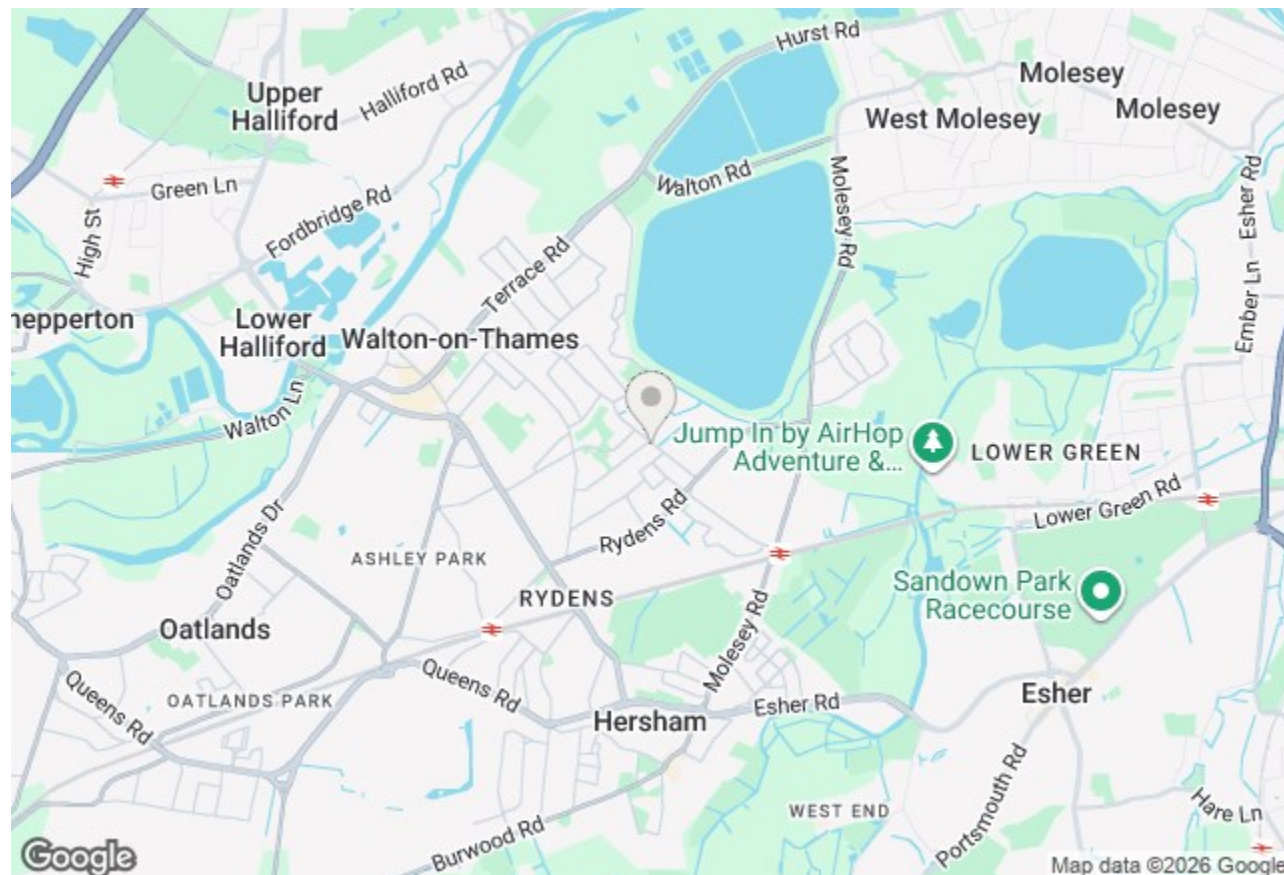 Hurst Rd
Molesey
Upper
Halliford
Halliford Rd
West Molesey
Molesey
Walton Rd
Molesey Rd
Green Ln
Fordbridge Rd
High St
Esher Rd
Terrace Rd
Ember Ln
hepperton
Lower
Halliford
Walton-on-Thames
Walton Ln
Jump In by AirHop
Adventure &...
LOWER GREEN
Lower Green Rd
Oatlands Dr
Rydens Rd
ASHLEY PARK
RYDENS
Sandown Park
Racecourse
Oatlands
Molesey Rd
Queens Rd
Queens Rd
OATLANDS PARK
Hersham
Esher Rd
Esher
Portsmouth Rd
WEST END
Hare Ln
Burwood Rd
Google
Map data ©2026 Google